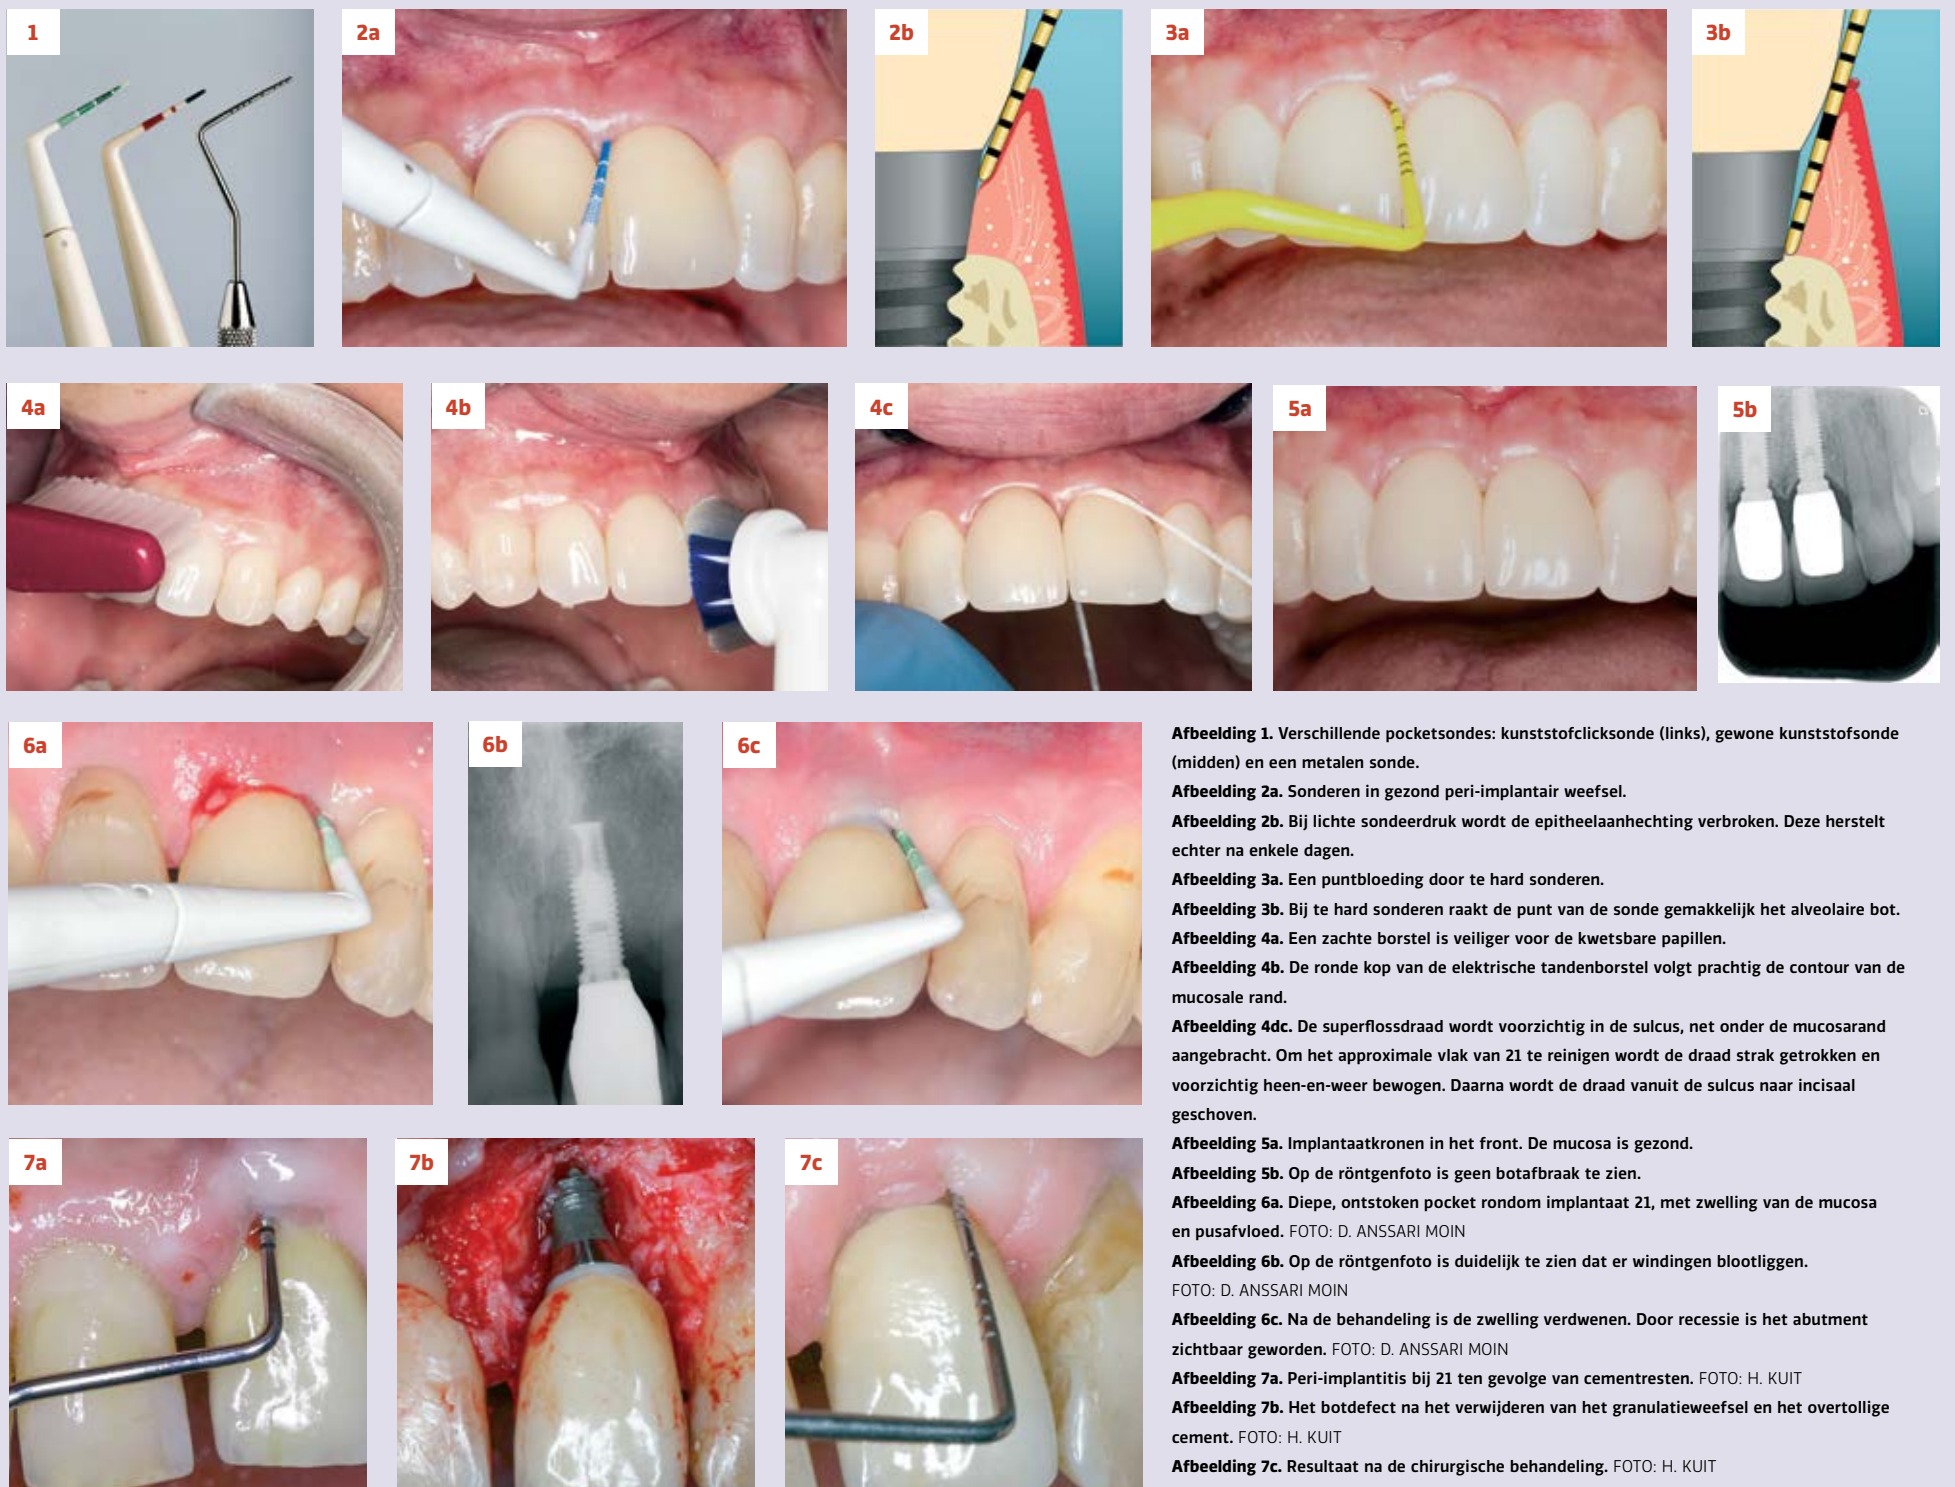 1
2a
2b
3a
3b
4a
4b
4c
5a
5b
6a
6b
6c
7a
7b
7c
Afbeelding 1. Verschillende pocketsondes: kunststofclicksonde (links), gewone kunststofsonde
(midden) en een metalen sonde.
Afbeelding 2a. Sonderen in gezond peri-implantair weefsel.
Afbeelding 2b. Bij lichte sondeerdruk wordt de epitheelaanhechting verbroken. Deze herstelt
echter na enkele dagen.
Afbeelding 3a. Een puntbloeding door te hard sonderen.
Afbeelding 3b. Bij te hard sonderen raakt de punt van de sonde gemakkelijk het alveolaire bot.
Afbeelding 4a. Een zachte borstel is veiliger voor de kwetsbare papillen.
Afbeelding 4b. De ronde kop van de elektrische tandenborstel volgt prachtig de contour van de
mucosale rand.
Afbeelding 4dc. De superflossdraad wordt voorzichtig in de sulcus, net onder de mucosarand
aangebracht. Om het approximale vlak van 21 te reinigen wordt de draad strak getrokken en
voorzichtig heen-en-weer bewogen. Daarna wordt de draad vanuit de sulcus naar incisaal
geschoven.
Afbeelding 5a. Implantaatkronen in het front. De mucosa is gezond.
Afbeelding 5b. Op de röntgenfoto is geen botafbraak te zien.
Afbeelding 6a. Diepe, ontstoken pocket rondom implantaat 21, met zwelling van de mucosa
en pusafvloed. FOTO: D. ANSSARI MOIN
Afbeelding 6b. Op de röntgenfoto is duidelijk te zien dat er windingen blootliggen.
FOTO: D. ANSSARI MOIN
Afbeelding 6c. Na de behandeling is de zwelling verdwenen. Door recessie is het abutment
zichtbaar geworden. FOTO: D. ANSSARI MOIN
Afbeelding 7a. Peri-implantitis bij 21 ten gevolge van cementresten. FOTO: H. KUIT
Afbeelding 7b. Het botdefect na het verwijderen van het granulatieweefsel en het overtollige
cement. FOTO: H. KUIT
Afbeelding 7c. Resultaat na de chirurgische behandeling. FOTO: H. KUIT